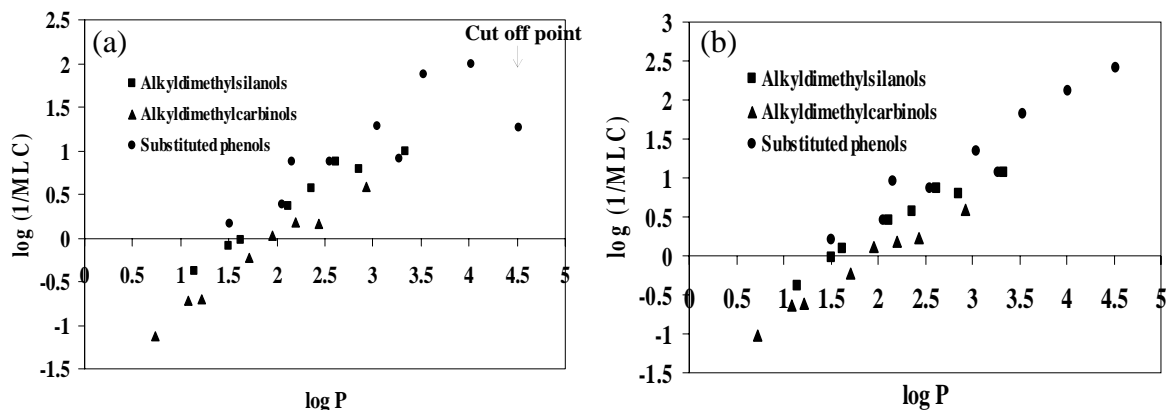 (a)
Cut off point
Alkyldimethylsilanols
Alkyldimethylcarbinols
Substituted phenols
log (1/MLC)
2.5
2
1.5
1
0.5
0
-0.5
-1
-1.5
0 0.5 1 1.5 2 2.5 3 3.5 4 4.5 5
log P
(b)
Alkyldimethylsilanols
Alkyldimethylcarbinols
Substituted phenols
log (1/MLC)
3
2.5
2
1.5
1
0.5
0
-0.5
-1
-1.5
0 0.5 1 1.5 2 2.5 3 3.5 4 4.5 5
log P